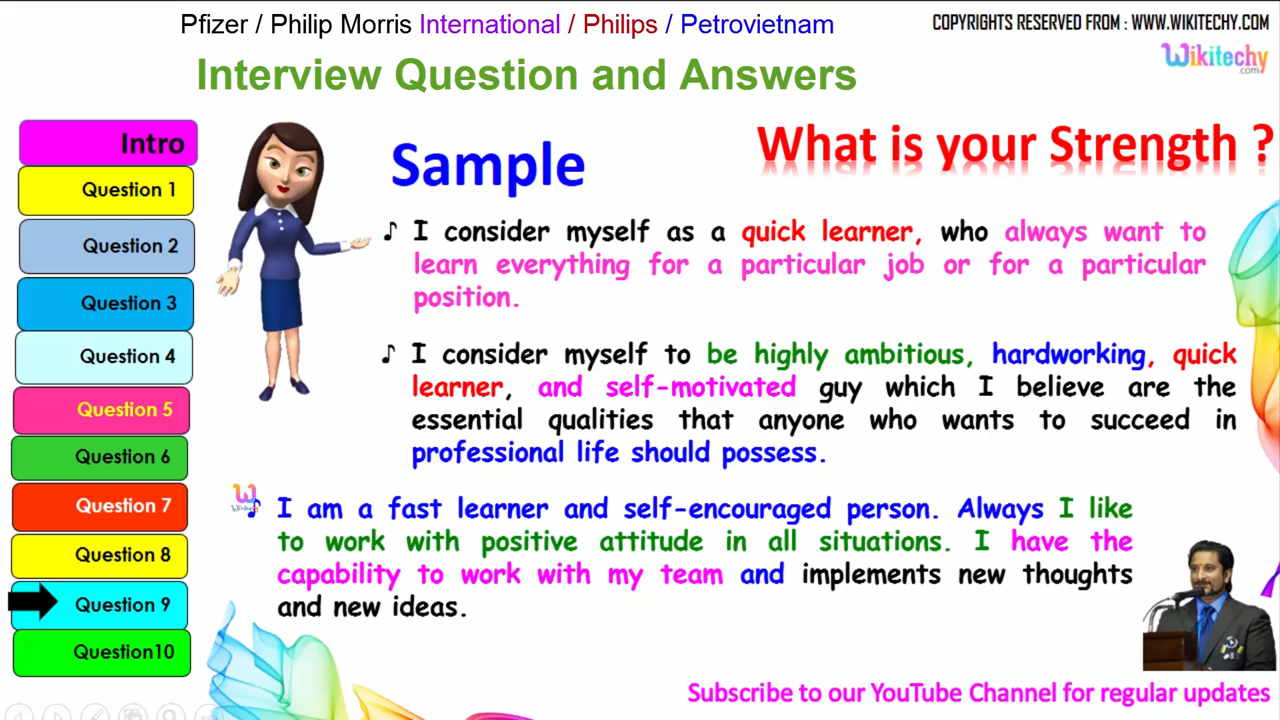 Pfizer / Philip Morris International / Philips / Petrovietnam
COPYRIGHTS RESERVED FROM : WWW.WIKITECHY.COM
Wikitechy
.com
Interview Question and Answers
Intro
Question 1
Question 2
Question 3
Question 4
Question 5
Question 6
Question 7
Question 8
Question 9
Question10
Sample
What is your Strength ?
♪ I consider myself as a quick learner, who always want to
learn everything for a particular job or for a particular
position.
♪ I consider myself to be highly ambitious, hardworking, quick
learner, and self-motivated guy which I believe are the
essential qualities that anyone who wants to succeed in
professional life should possess.
♪ I am a fast learner and self-encouraged person. Always I like
to work with positive attitude in all situations. I have the
capability to work with my team and implements new thoughts
and new ideas.
Subscribe to our YouTube Channel for regular updates